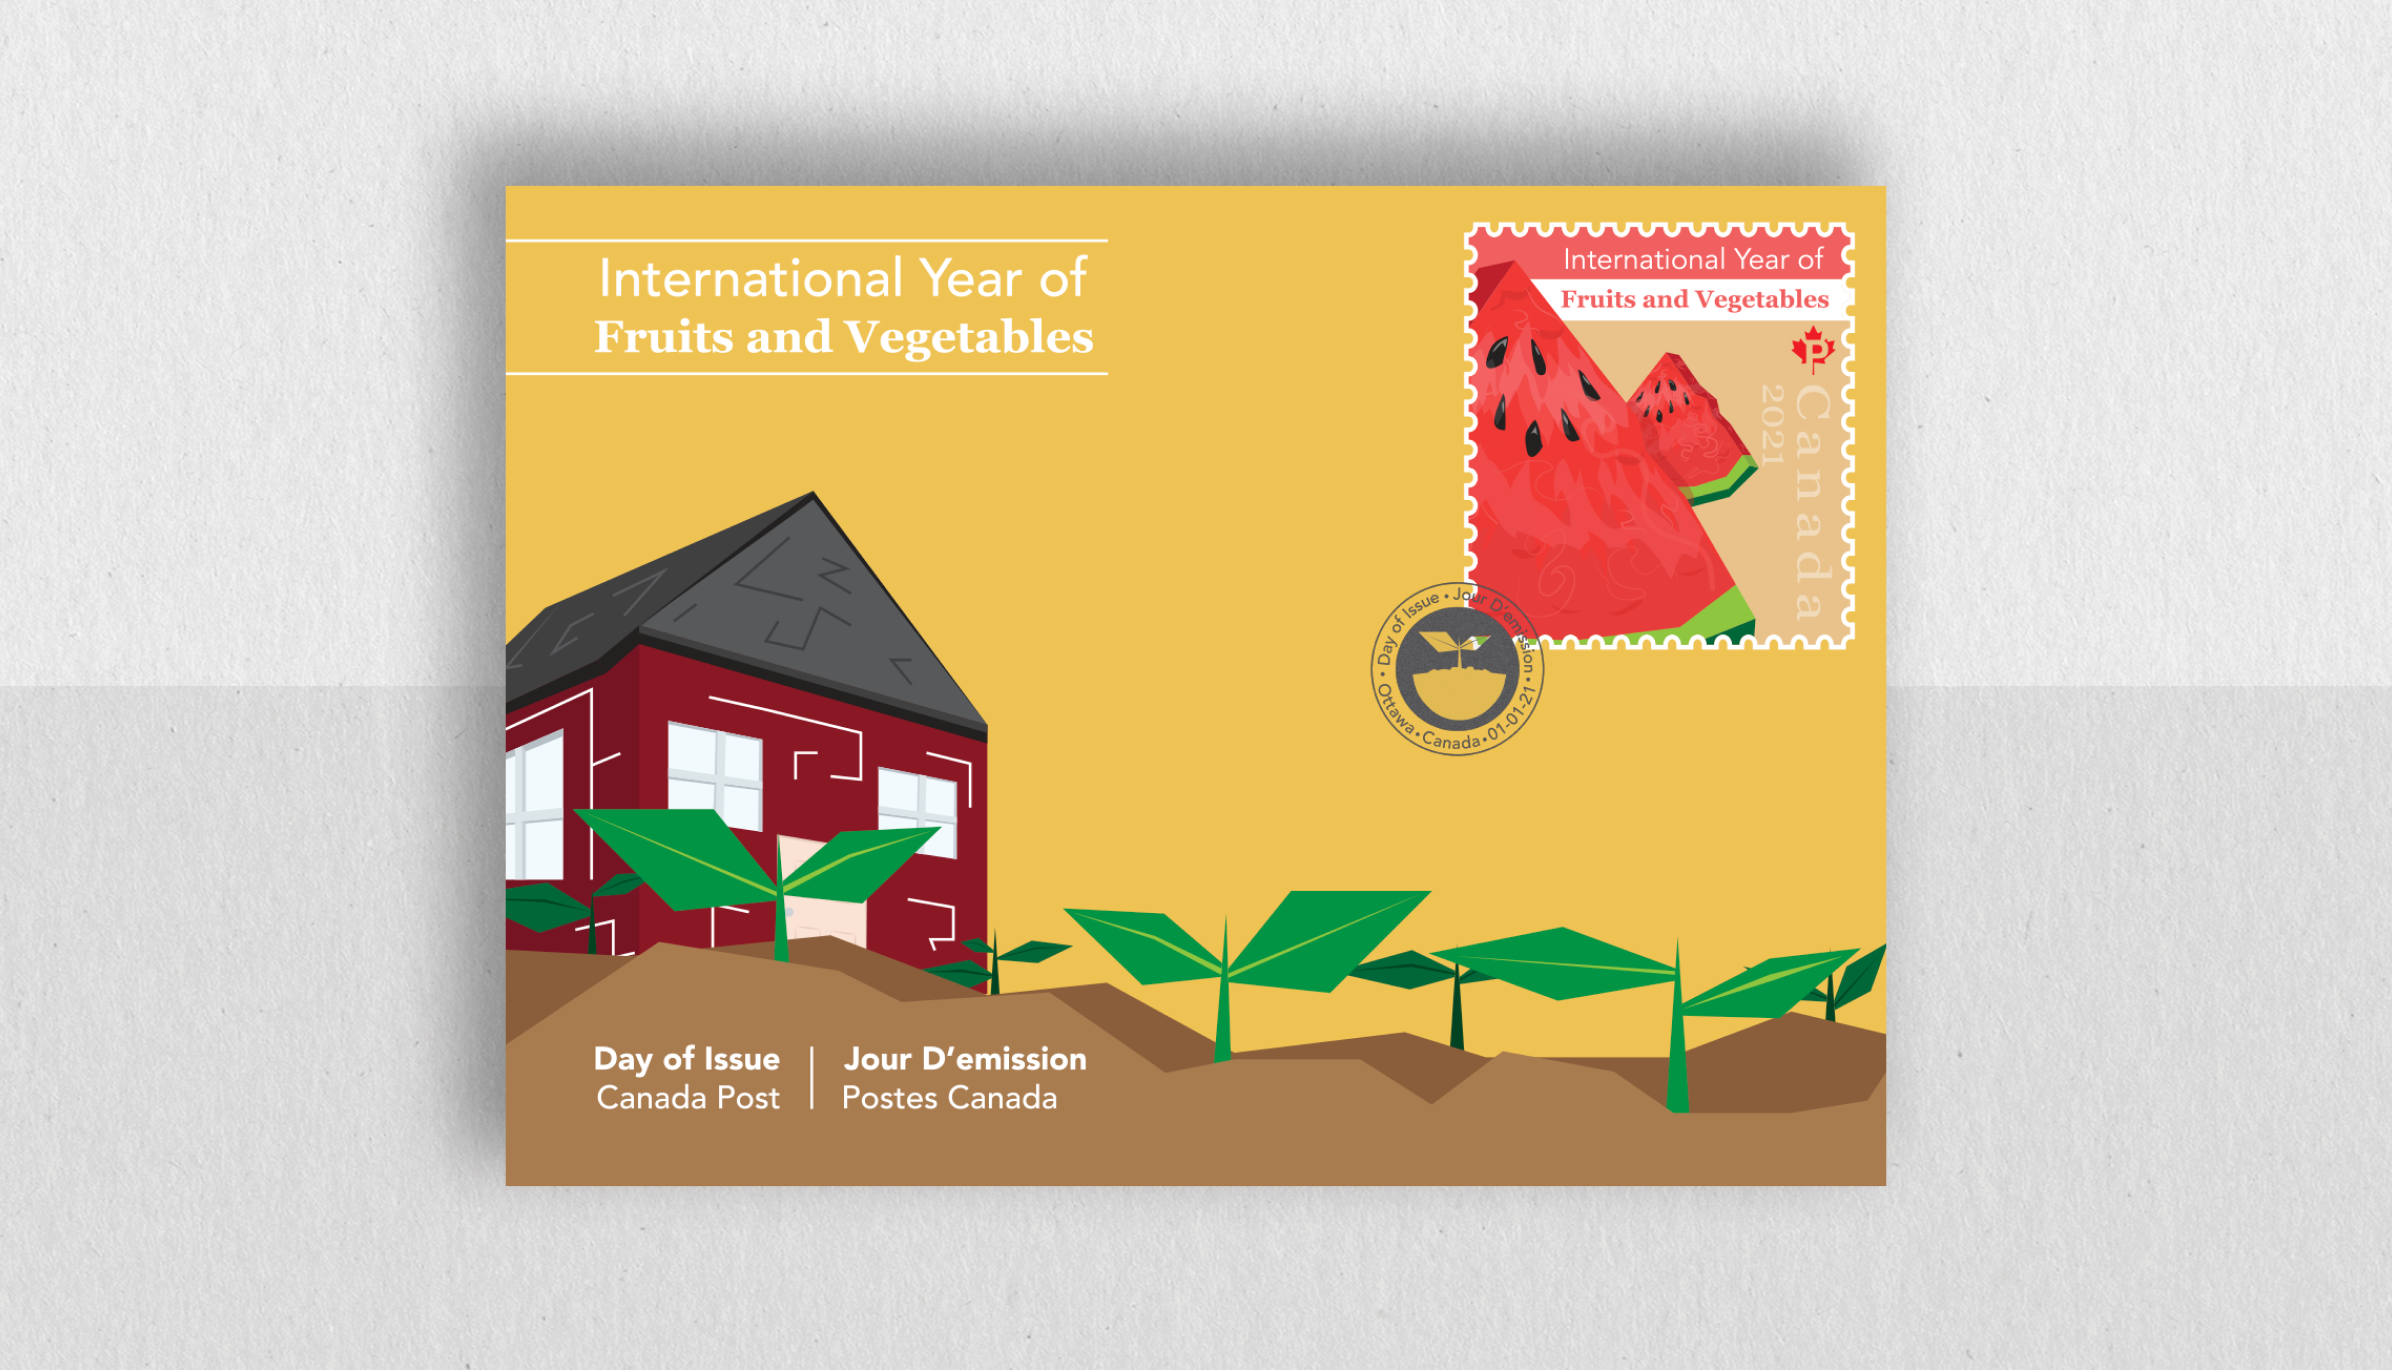 International Year of
Fruits and Vegetables
International Year of
Fruits and Vegetables
P
Canada
2021
• Day of Issue • Jour D'emission •
Ottawa • Canada • 01-01-21
Day of Issue | Jour D'emission
Canada Post | Postes Canada